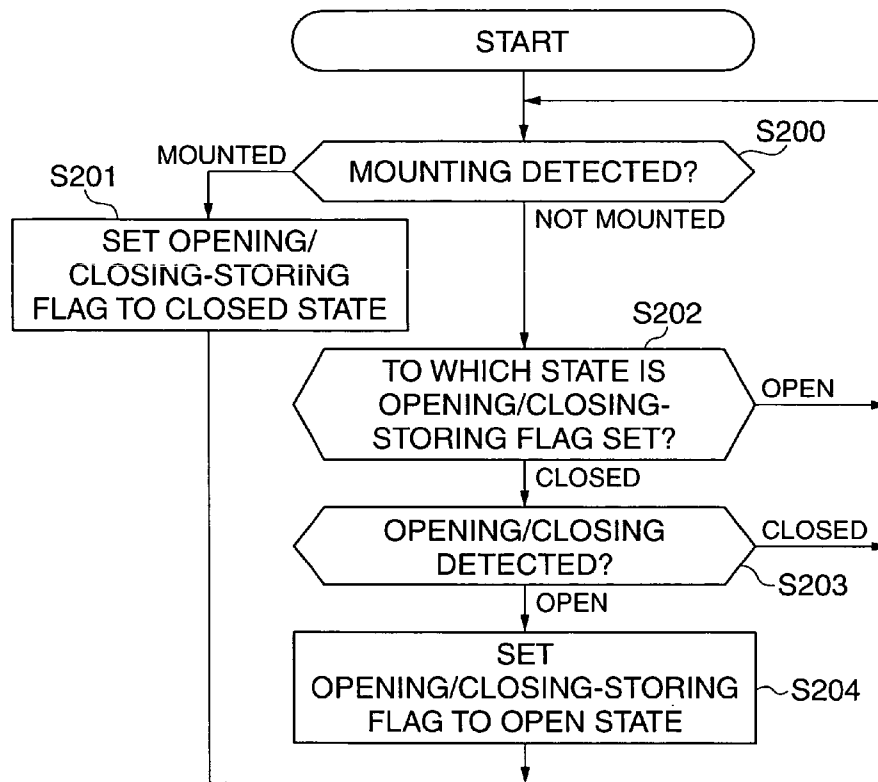 START
S200
MOUNTED
MOUNTING DETECTED?
S201
NOT MOUNTED
SET OPENING/
CLOSING-STORING
FLAG TO CLOSED STATE
S202
TO WHICH STATE IS
OPENING/CLOSING-
STORING FLAG SET?
OPEN
CLOSED
OPENING/CLOSING
DETECTED?
CLOSED
S203
OPEN
SET
OPENING/CLOSING-STORING
FLAG TO OPEN STATE
S204